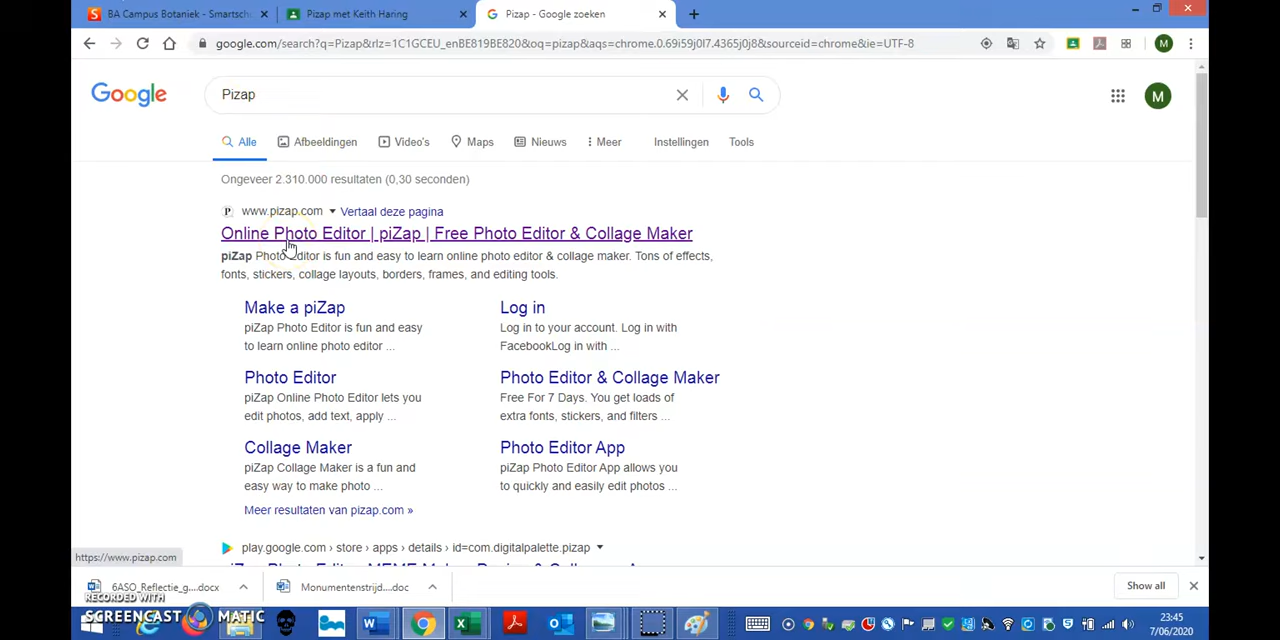 BA Campus Botaniek - Smartsch
Pizap met Keith Haring
Pizap - Google zoeken
google.com/search?q=Pizap&rlz=1C1GCEU_enBE819BE820&oq=pizap&aqs=chrome.0.69i59j0l7.4365j0j8&sourceid=chrome&ie=UTF-8
M
Google
Pizap
M
Alle Afbeeldingen Video's Maps Nieuws Meer Instellingen Tools
Ongeveer 2.310.000 resultaten (0,30 seconden)
P www.pizap.com Vertaal deze pagina
Online Photo Editor | piZap | Free Photo Editor & Collage Maker
piZap Photo Editor is fun and easy to learn online photo editor & collage maker. Tons of effects,
fonts, stickers, collage layouts, borders, frames, and editing tools.
Make a piZap
piZap Photo Editor is fun and easy
to learn online photo editor ...
Log in
Log in to your account. Log in with
FacebookLog in with ...
Photo Editor
piZap Online Photo Editor lets you
edit photos, add text, apply ...
Photo Editor & Collage Maker
Free For 7 Days. You get loads of
extra fonts, stickers, and filters ...
Collage Maker
piZap Collage Maker is a fun and
easy way to make photo ...
Photo Editor App
piZap Photo Editor App allows you
to quickly and easily edit photos ...
Meer resultaten van pizap.com »
play.google.com › store › apps › details › id=com.digitalpalette.pizap
https://www.pizap.com
6ASO_Reflectie_g....docx
Monumentenstrijd....doc
Show all
RECORDED WITH
SCREENCAST MATIC
23:45
7/06/2020